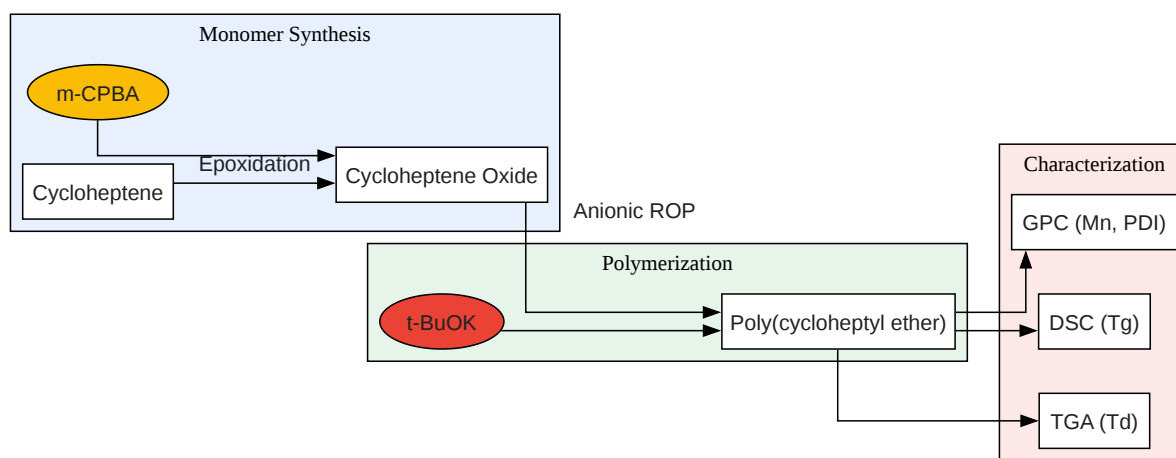 Monomer Synthesis
m-CPBA
Epoxidation
Cycloheptene
Cycloheptene Oxide
Anionic ROP
Polymerization
t-BuOK
Poly(cycloheptyl ether)
Characterization
GPC (Mn, PDI)
DSC (Tg)
TGA (Td)